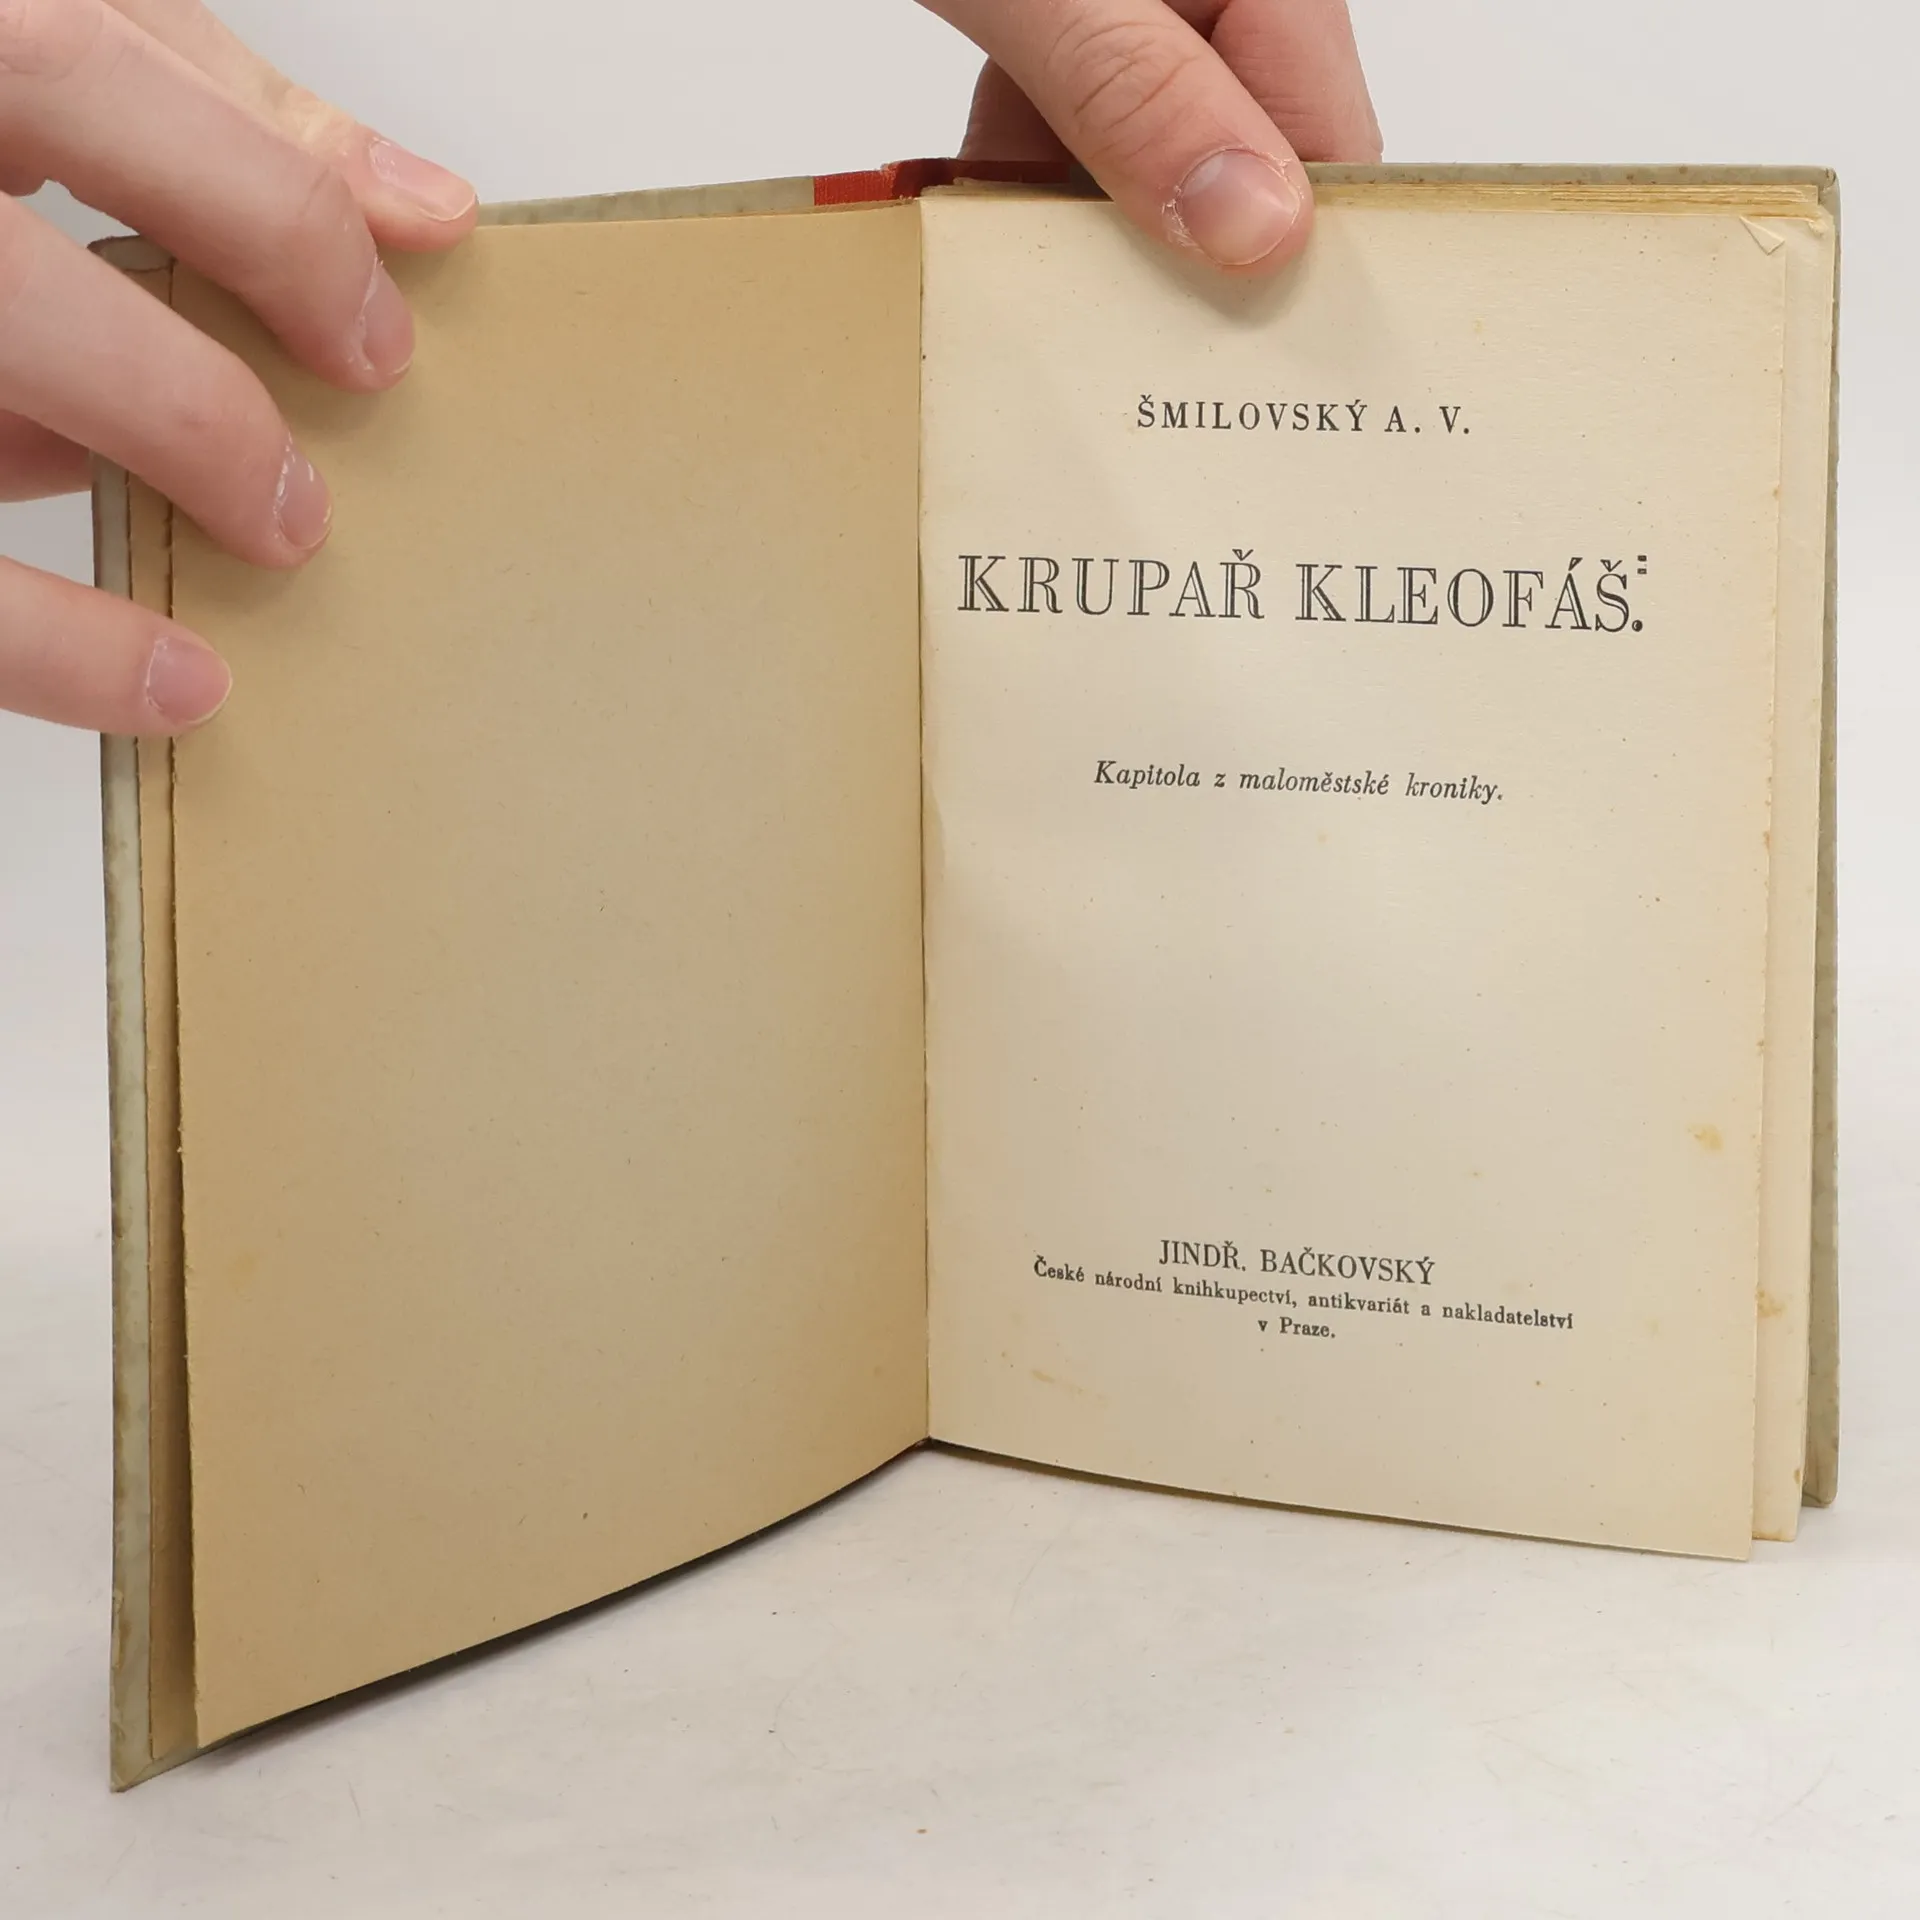 ŠMILOVSKÝ A. V.
KRUPAŘ KLEOFÁŠ.
Kapitola z maloměstské kroniky.
JINDŘ. BAČKOVSKÝ
České národní knihkupectví, antikvariát a nakladatelství
v Praze.